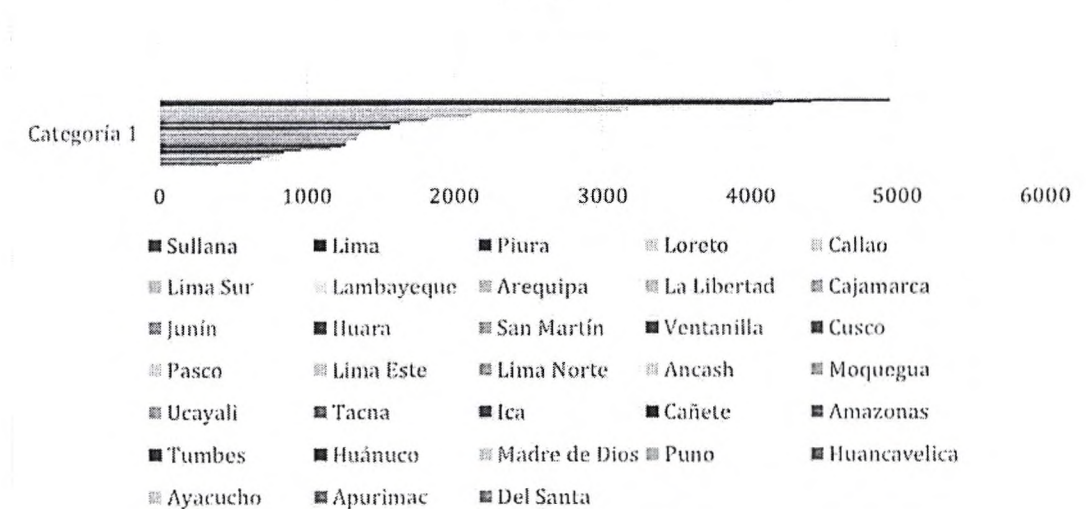 Categoría 1
0 1000 2000 3000 4000 5000 6000
Sullana Lima Piura Loreto Callao
Lima Sur Lambayeque Arequipa La Libertad Cajamarca
Junín Huara San Martín Ventanilla Cusco
Pasco Lima Este Lima Norte Ancash Moquegua
Ucayali Tacna Ica Cañete Amazonas
Tumbes Huánuco Madre de Dios Puno Huancavelica
Ayacucho Apurimac Del Santa